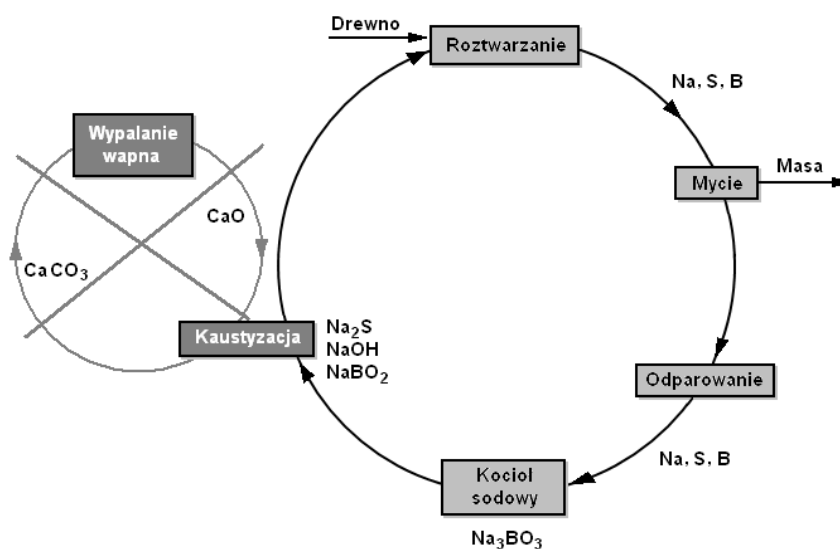 Drewno
Roztwarzanie
Na, S, B
Wypalanie
wapna
Mycie
Masa
CaO
CaCO₃
Kaustyzacja
Na₂S
NaOH
NaBO₂
Odparowanie
Na, S, B
Kocioł
sodowy
Na₃BO₃